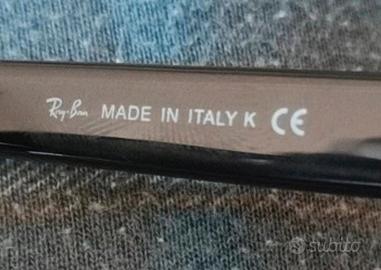 Ray-Ban MADE IN ITALY K CE
subito